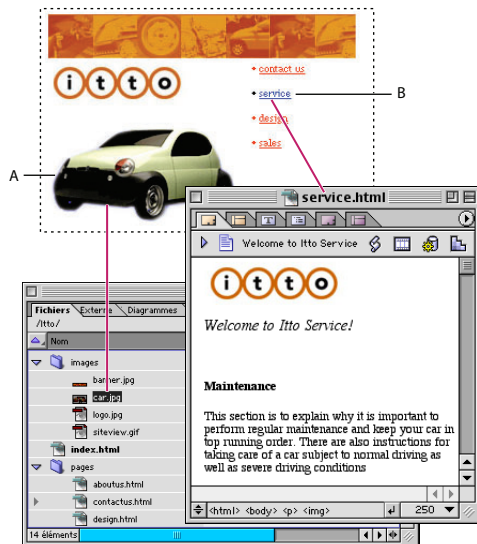 itto
contact us
service
B
design
sales
A
service.html
Welcome to Itto Service
itto
Welcome to Itto Service!
Maintenance
This section is to explain why it is important to
perform regular maintenance and keep your car in
top running order. There are also instructions for
taking care of a car subject to normal driving as
well as severe driving conditions
<html> <body> <p> <img>
250
Fichiers Externe Diagrammes
/Itto/
Nom
images
banner.jpg
car.jpg
logo.jpg
siteview.gif
index.html
pages
aboutus.html
contactus.html
design.html
14 éléments